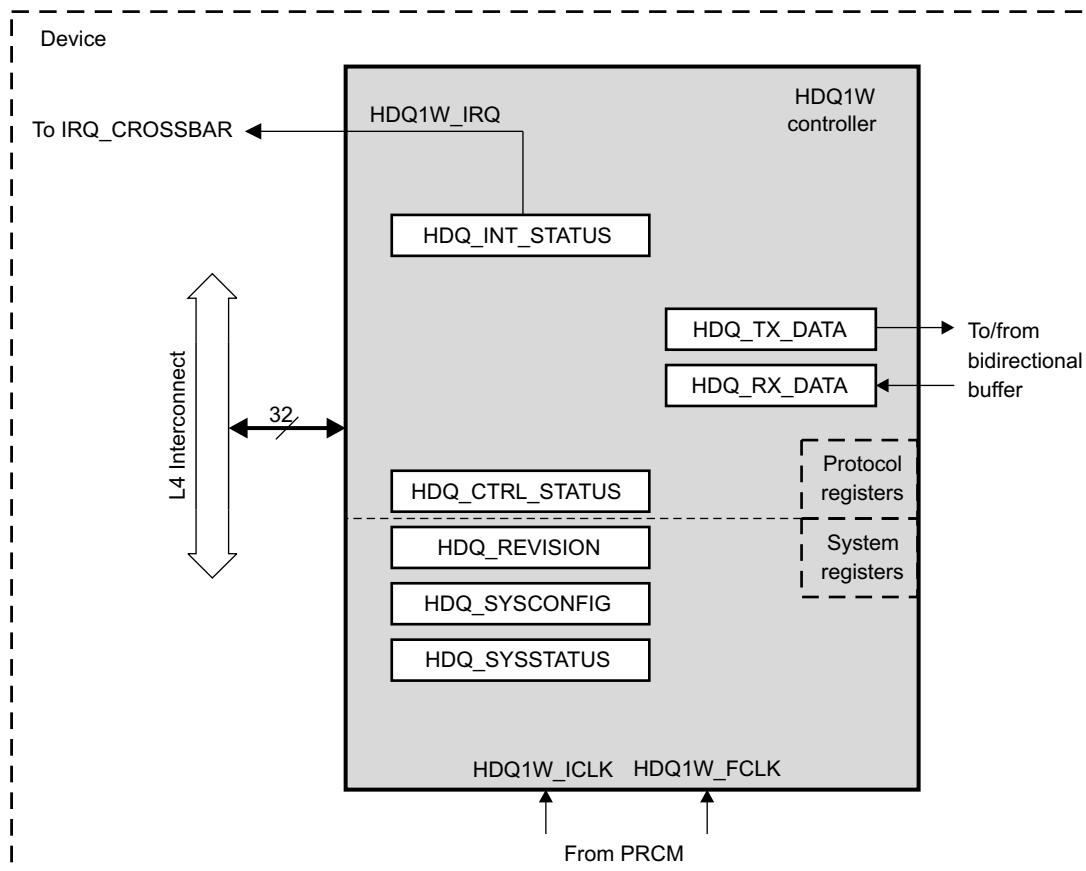 Device
HDQ1W
controller
HDQ1W_IRQ
To IRQ_CROSSBAR
HDQ_INT_STATUS
HDQ_TX_DATA
To/from
bidirectional
buffer
HDQ_RX_DATA
L4 Interconnect
32
Protocol
registers
HDQ_CTRL_STATUS
HDQ_REVISION
System
registers
HDQ_SYSCONFIG
HDQ_SYSSTATUS
HDQ1W_ICLK HDQ1W_FCLK
From PRCM